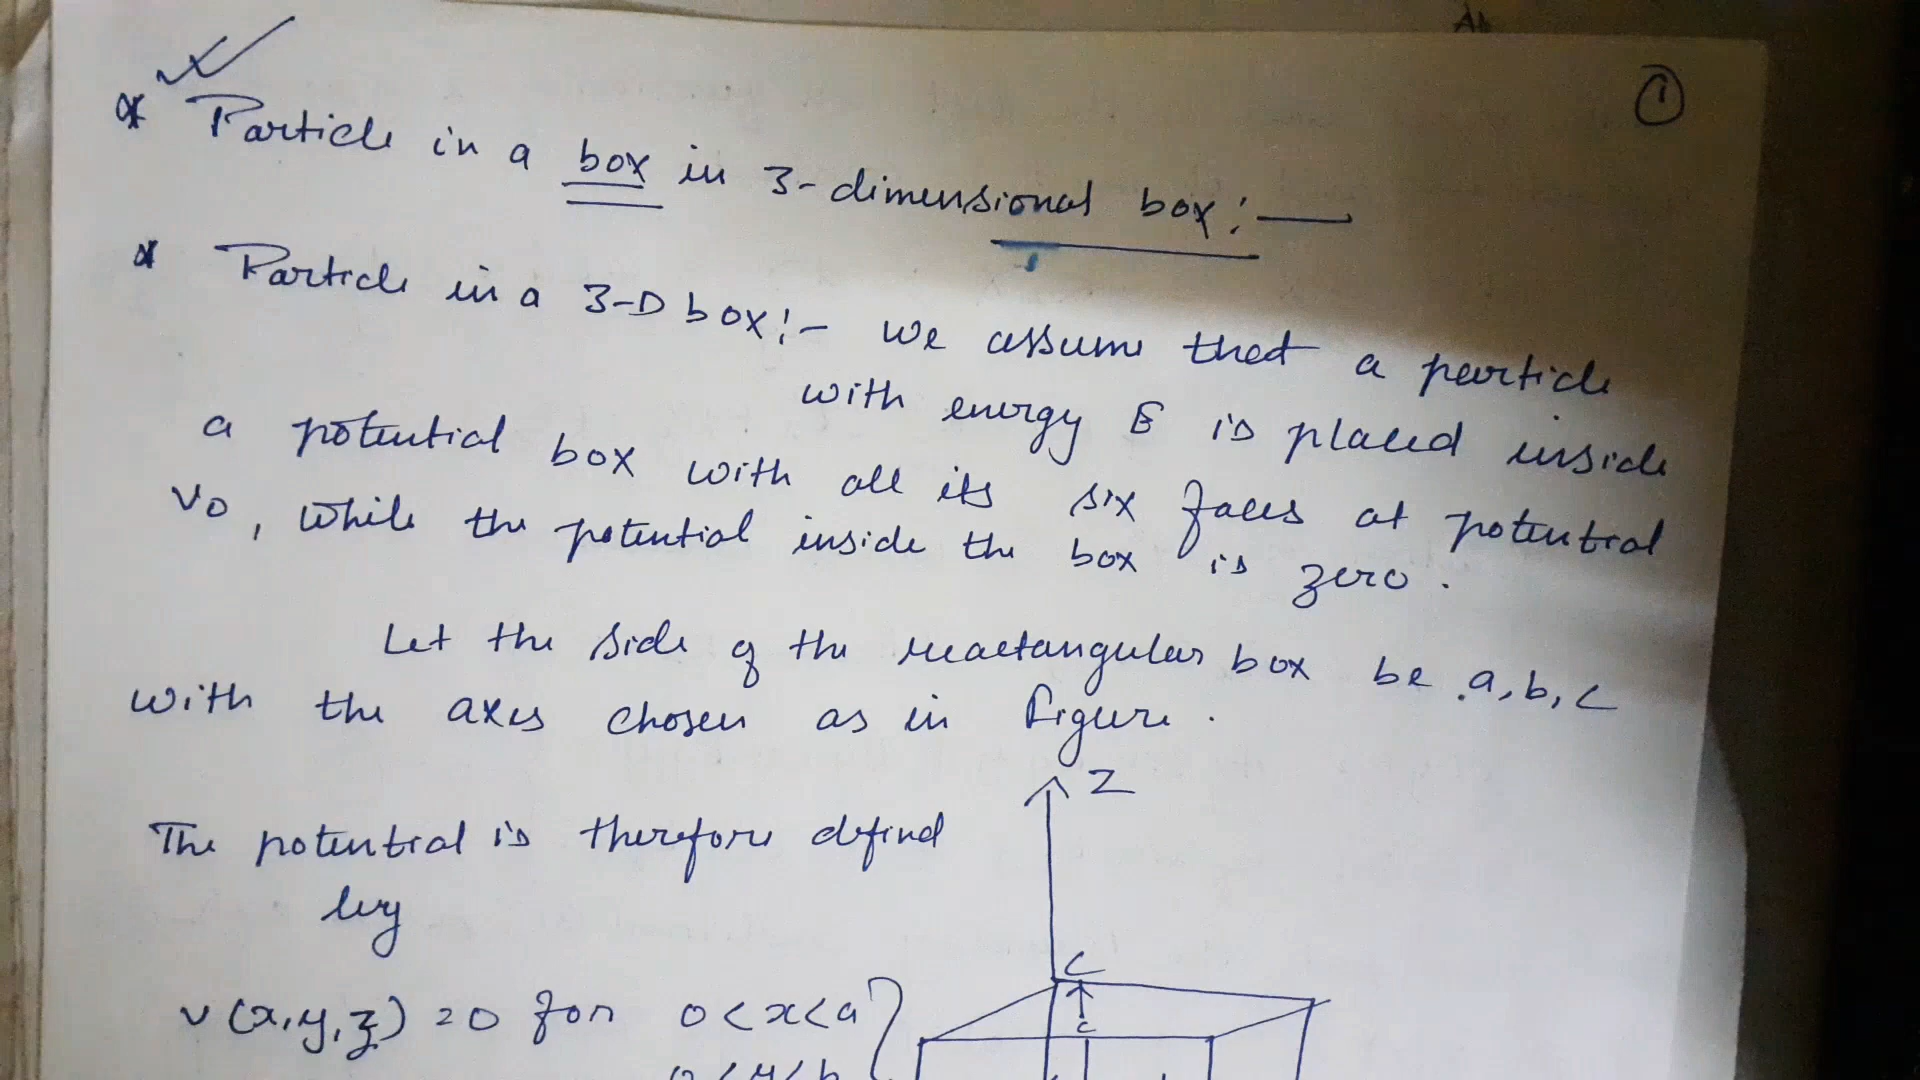 ①
* Particle in a box in 3-dimensional box:—
* Particle in a 3-D box:- we assume that a particle
with energy E is placed inside
a potential box with all its six faces at potential
V0, while the potential inside the box is zero.
Let the side of the reactangular box be a, b, c
with the axes chosen as in figure.
Z
The potential is therefore defined
by
C
V(x,y,z) = 0 for 0<x<a
c
0<y<b